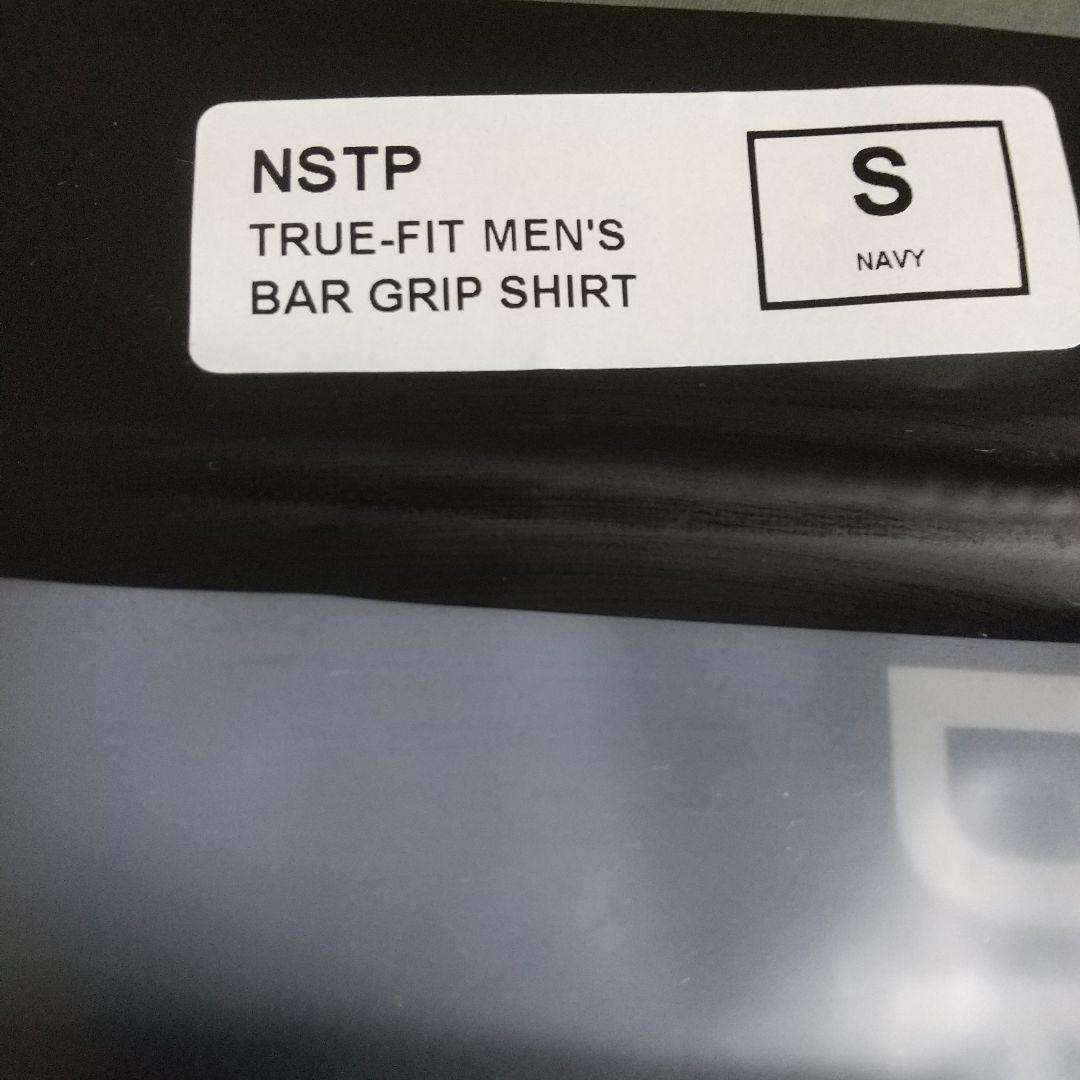 NSTP
TRUE-FIT MEN'S
BAR GRIP SHIRT
S
NAVY